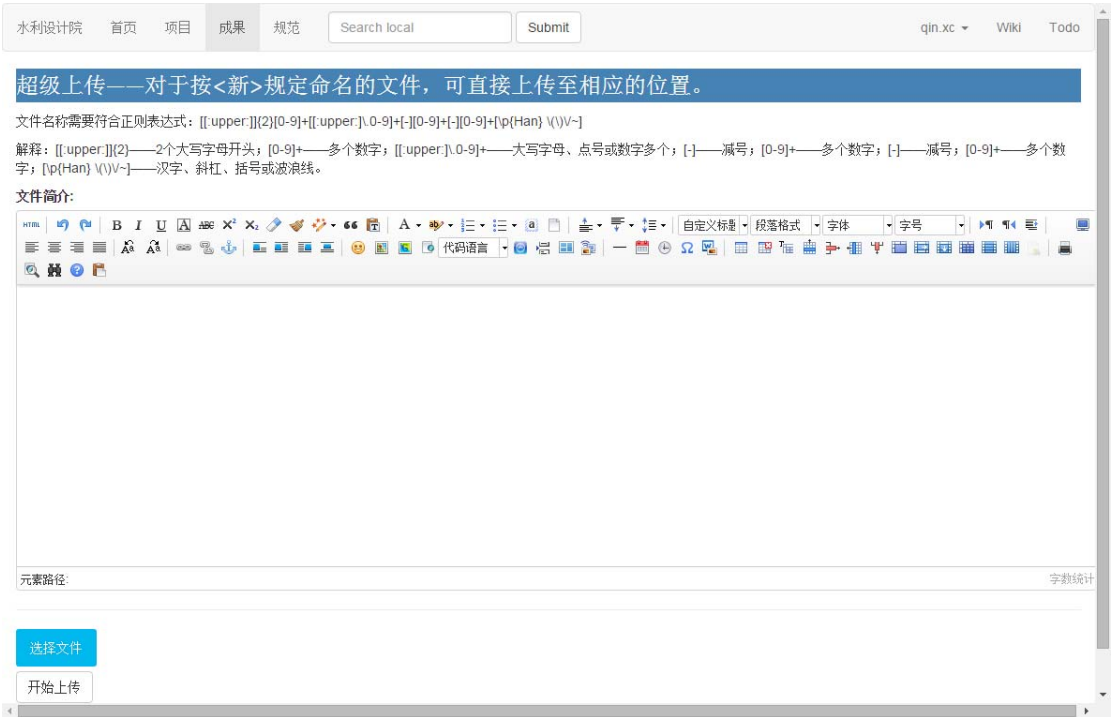 水利设计院 首页 项目 成果 规范 Search local Submit qin.xc Wiki Todo
超级上传——对于按<新>规定命名的文件，可直接上传至相应的位置。
文件名称需要符合正则表达式：[[:upper:]]{2}[0-9]+[[:upper:]\.0-9]+[-][0-9]+[-][0-9]+[\p{Han} \(\)\/~]
解释：[[:upper:]]{2}——2个大写字母开头；[0-9]+——多个数字；[[:upper:]\.0-9]+——大写字母、点号或数字多个；[-]——减号；[0-9]+——多个数字；[-]——减号；[0-9]+——多个数
字；[\p{Han} \(\)\/~]——汉字、斜杠、括号或波浪线。
文件简介:
HTML B I U A ABC X² X₂ A 自定义标题 段落格式 字体 字号
代码语言
元素路径: 字数统计
选择文件
开始上传